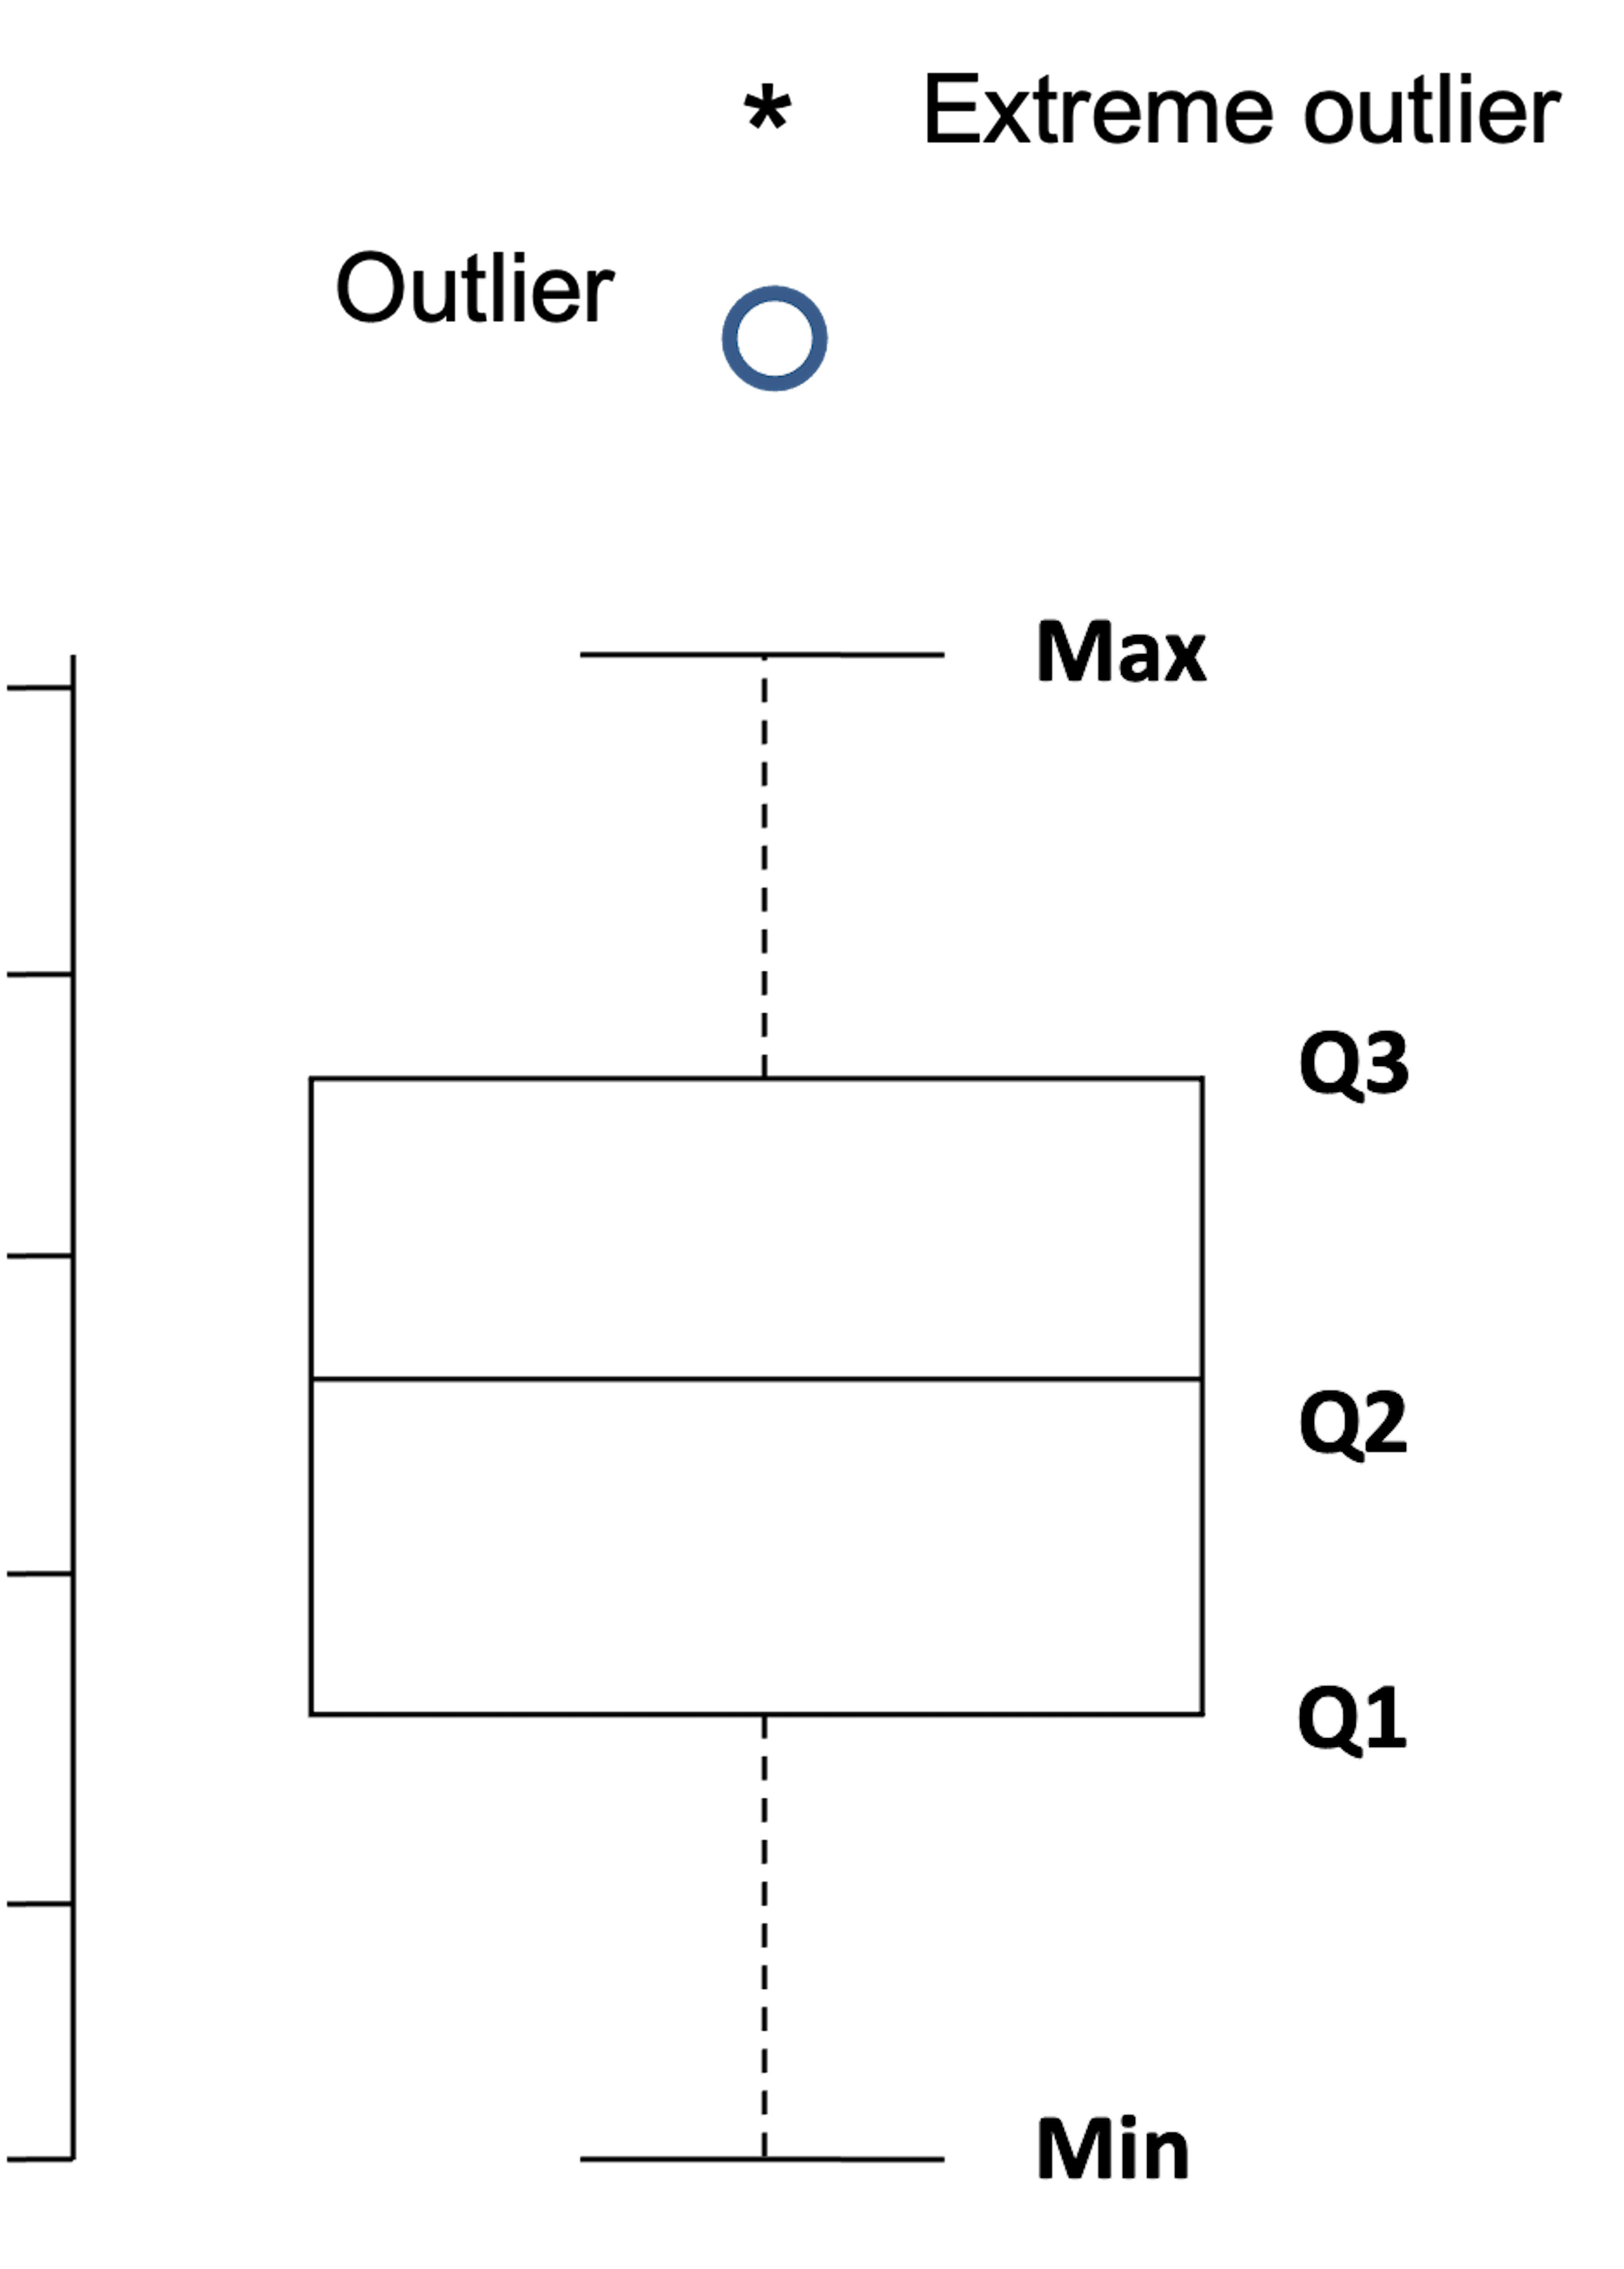 * Extreme outlier
Outlier
Max
Q3
Q2
Q1
Min